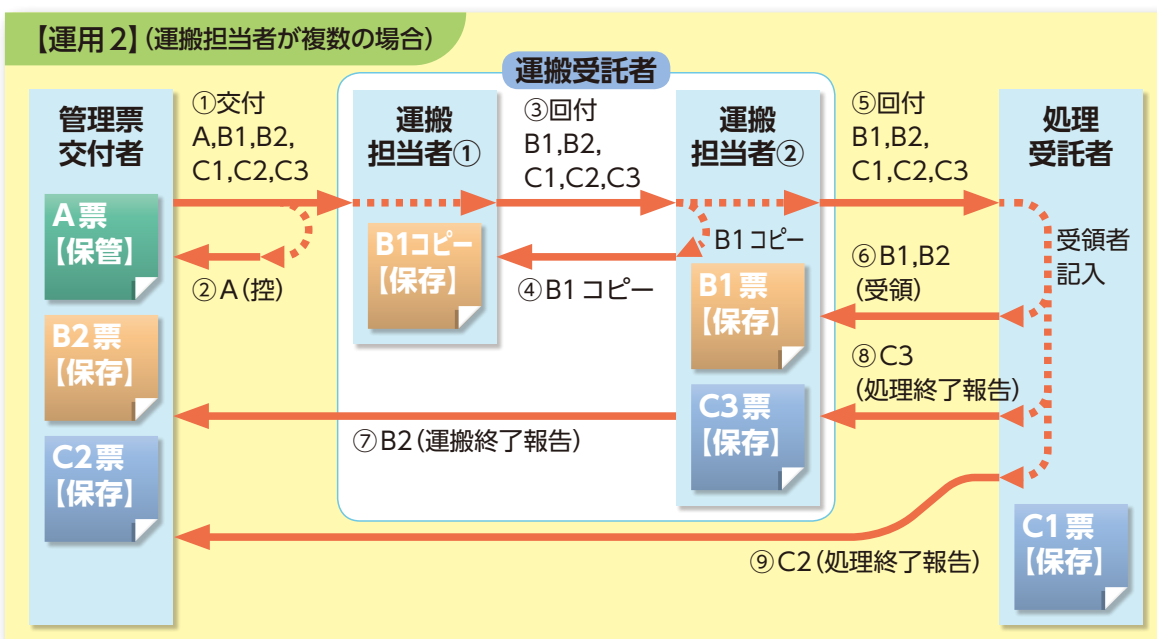 【運用2】(運搬担当者が複数の場合)
運搬受託者
管理票
交付者
①交付
A,B1,B2,
C1,C2,C3
運搬
担当者①
③回付
B1,B2,
C1,C2,C3
運搬
担当者②
⑤回付
B1,B2,
C1,C2,C3
処理
受託者
A票
【保管】
②A(控)
B1コピー
【保存】
④B1コピー
B1コピー
B1票
【保存】
⑥B1,B2
(受領)
受領者
記入
B2票
【保存】
⑧C3
(処理終了報告)
C3票
【保存】
⑦B2(運搬終了報告)
C2票
【保存】
⑨C2(処理終了報告)
C1票
【保存】